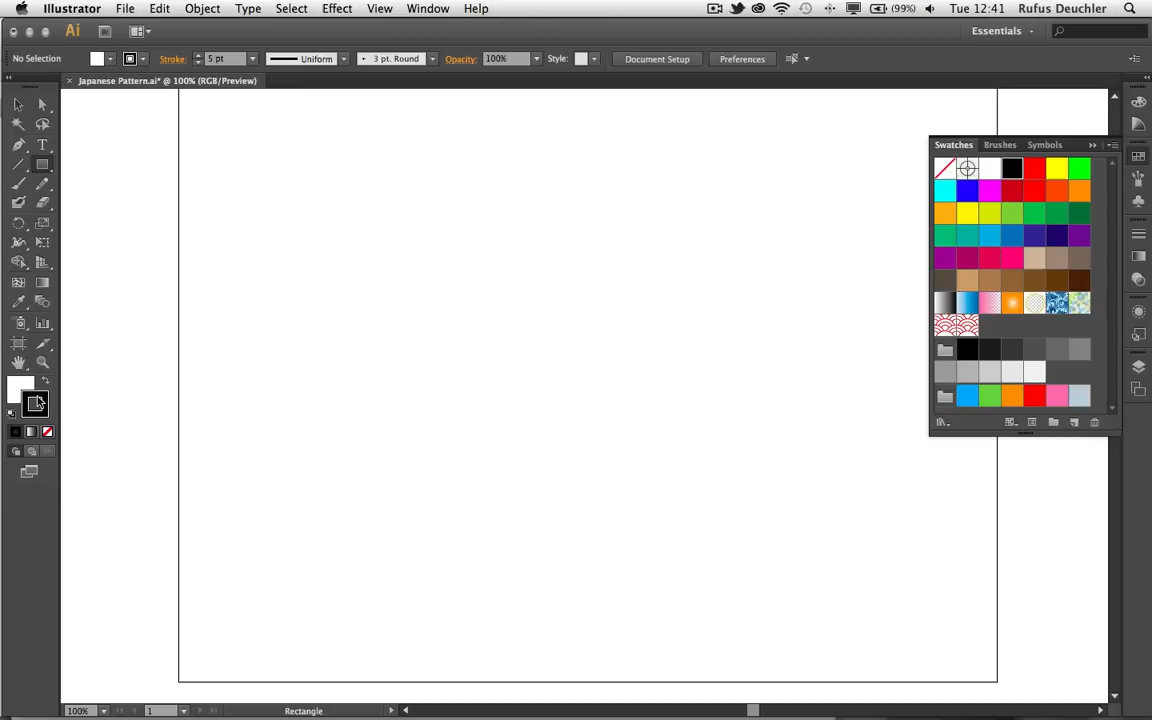 Illustrator File Edit Object Type Select Effect View Window Help (99%) Tue 12:41 Rufus Deuchler
Ai Br Essentials
No Selection Stroke: 5 pt Uniform 3 pt. Round Opacity: 100% Style: Document Setup Preferences
× Japanese Pattern.ai* @ 100% (RGB/Preview)
Swatches Brushes Symbols
T
100% 1 Rectangle